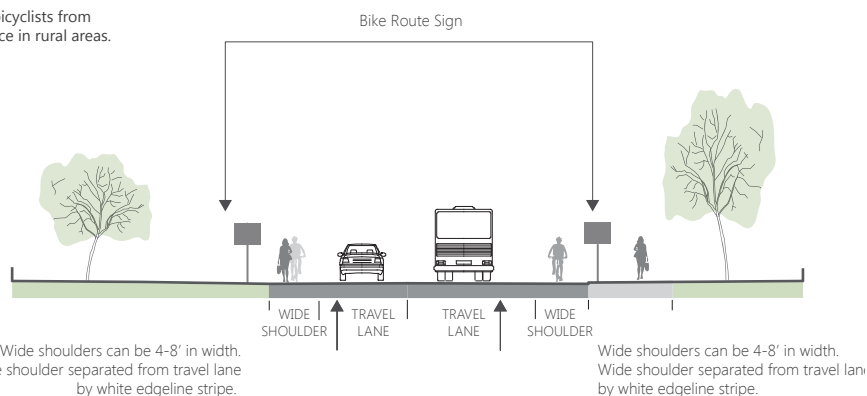 bicyclists from
ce in rural areas.
Bike Route Sign
WIDE
SHOULDER
TRAVEL
LANE
TRAVEL
LANE
WIDE
SHOULDER
Wide shoulders can be 4-8' in width.
e shoulder separated from travel lane
by white edgeline stripe.
Wide shoulders can be 4-8' in width.
Wide shoulder separated from travel lane
by white edgeline stripe.